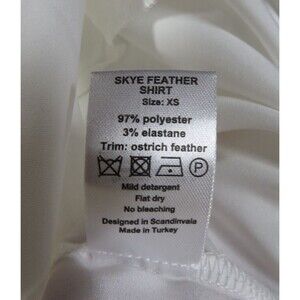 SKYE FEATHER
SHIRT
Size: XS
97% polyester
3% elastane
Trim: ostrich feather
Mild detergent
Flat dry
No bleaching
Designed in Scandinvaia
Made in Turkey